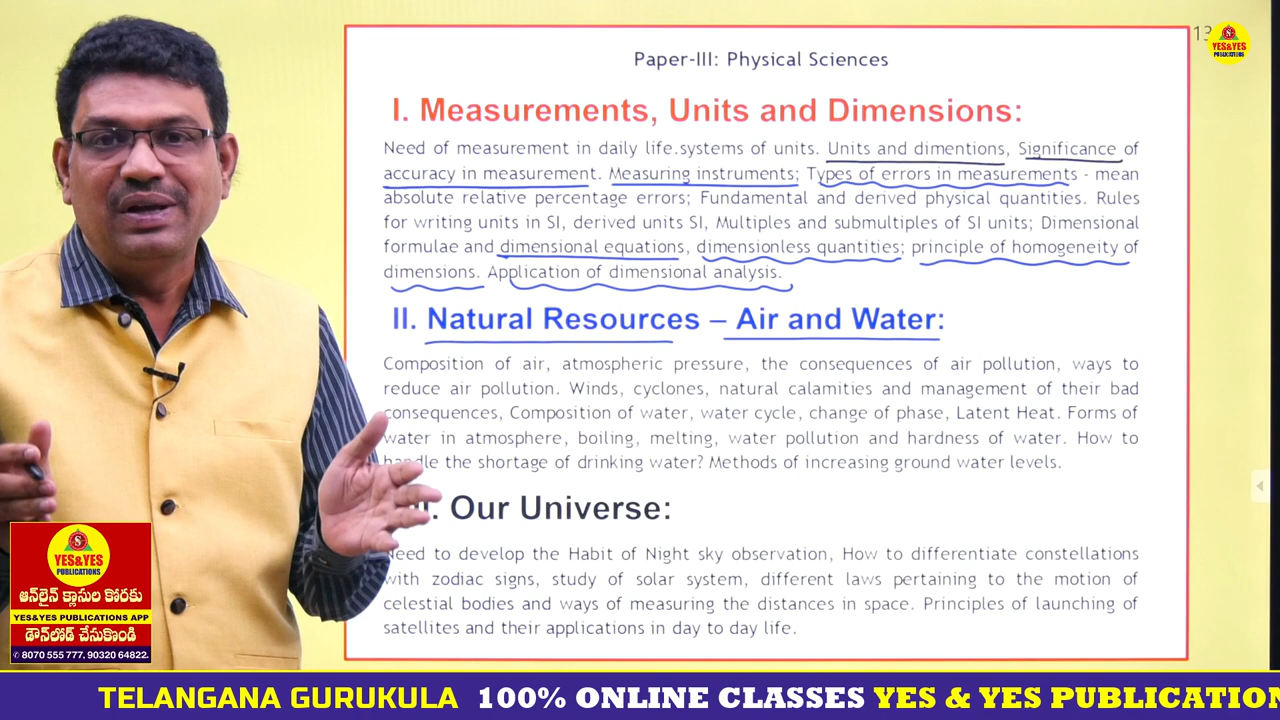 13
YES&YES
PUBLICATIONS
Paper-III: Physical Sciences
I. Measurements, Units and Dimensions:
Need of measurement in daily life.systems of units. Units and dimentions, Significance of
accuracy in measurement. Measuring instruments; Types of errors in measurements - mean
absolute relative percentage errors; Fundamental and derived physical quantities. Rules
for writing units in SI, derived units SI, Multiples and submultiples of SI units; Dimensional
formulae and dimensional equations, dimensionless quantities; principle of homogeneity of
dimensions. Application of dimensional analysis.
II. Natural Resources – Air and Water:
Composition of air, atmospheric pressure, the consequences of air pollution, ways to
reduce air pollution. Winds, cyclones, natural calamities and management of their bad
consequences, Composition of water, water cycle, change of phase, Latent Heat. Forms of
water in atmosphere, boiling, melting, water pollution and hardness of water. How to
handle the shortage of drinking water? Methods of increasing ground water levels.
Our Universe:
Need to develop the Habit of Night sky observation, How to differentiate constellations
with zodiac signs, study of solar system, different laws pertaining to the motion of
celestial bodies and ways of measuring the distances in space. Principles of launching of
satellites and their applications in day to day life.
YES&YES
PUBLICATIONS
ఆన్‌లైన్ క్లాసుల కోరకు
YES&YES PUBLICATIONS APP
డౌన్‌లోడ్ చేసుకొండి
8070 555 777, 90320 64822.
TELANGANA GURUKULA 100% ONLINE CLASSES YES & YES PUBLICATION